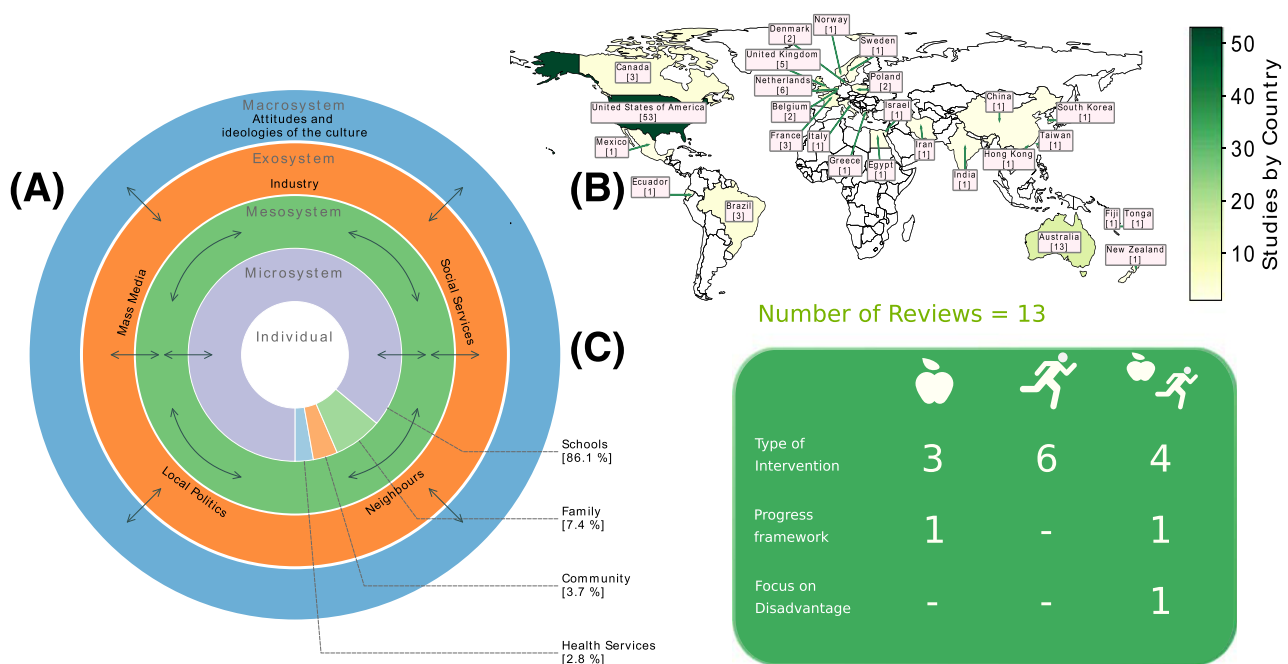 (A)
Macrosystem
Attitudes and
ideologies of the culture
Exosystem
Industry
Mesosystem
Microsystem
Individual
Mass Media
Social Services
Local Politics
Neighbours
Schools
[86.1 %]
Family
[7.4 %]
Community
[3.7 %]
Health Services
[2.8 %]
(B)
Norway
[1]
Denmark
[2]
Sweden
[1]
United Kingdom
[5]
Canada
[3]
Netherlands
[6]
Poland
[2]
United States of America
[53]
Belgium
[2]
Israel
[1]
China
[1]
South Korea
[1]
Mexico
[1]
France
[3]
Italy
[1]
Iran
[1]
Taiwan
[1]
Hong Kong
[1]
Greece
[1]
Egypt
[1]
India
[1]
Ecuador
[1]
Brazil
[3]
Fiji
[1]
Tonga
[1]
Australia
[13]
New Zealand
[1]
50
40
30
20
10
Studies by Country
(C)
Number of Reviews = 13
Type of
Intervention
3 6 4
Progress
framework
1 - 1
Focus on
Disadvantage
- - 1